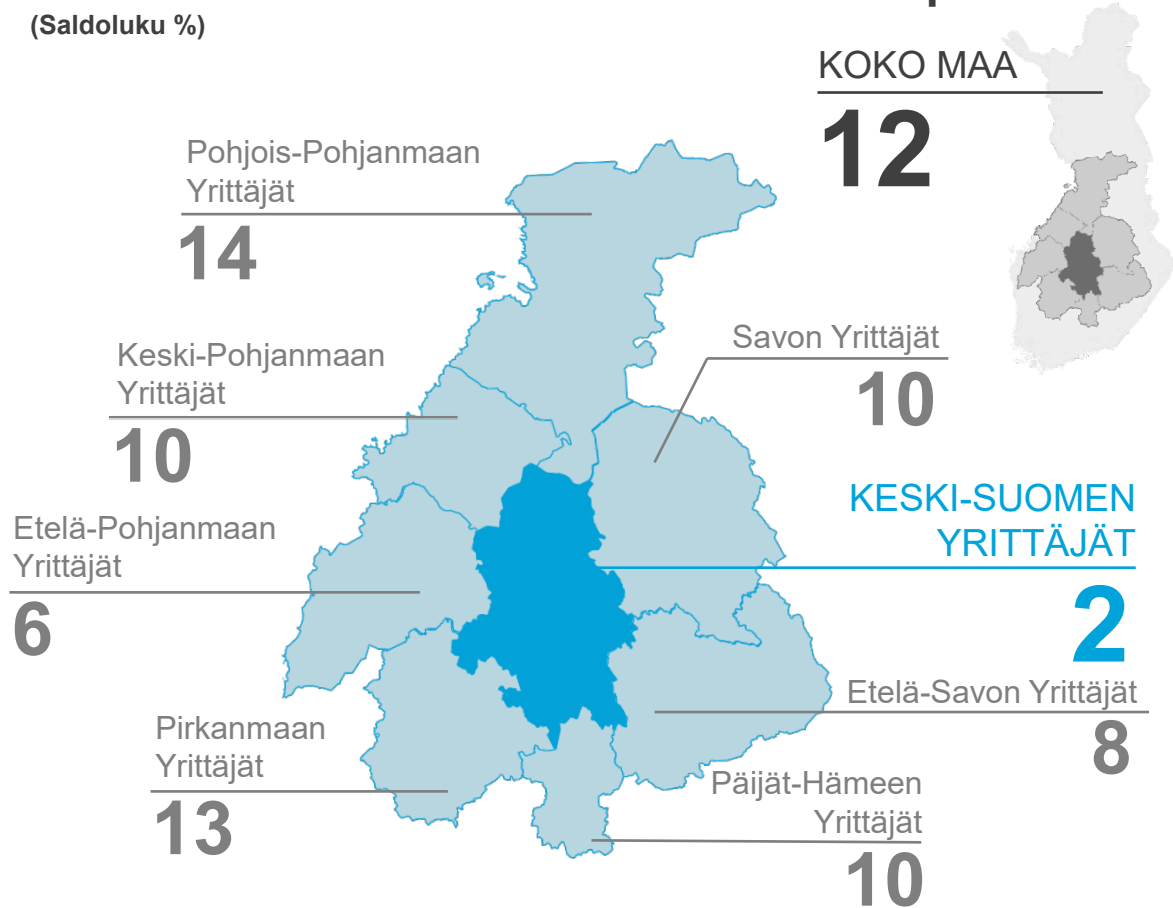 (Saldoluku %)
KOKO MAA
12
Pohjois-Pohjanmaan
Yrittäjät
14
Keski-Pohjanmaan
Yrittäjät
10
Savon Yrittäjät
10
Etelä-Pohjanmaan
Yrittäjät
6
KESKI-SUOMEN
YRITTÄJÄT
2
Etelä-Savon Yrittäjät
8
Pirkanmaan
Yrittäjät
13
Päijät-Hämeen
Yrittäjät
10